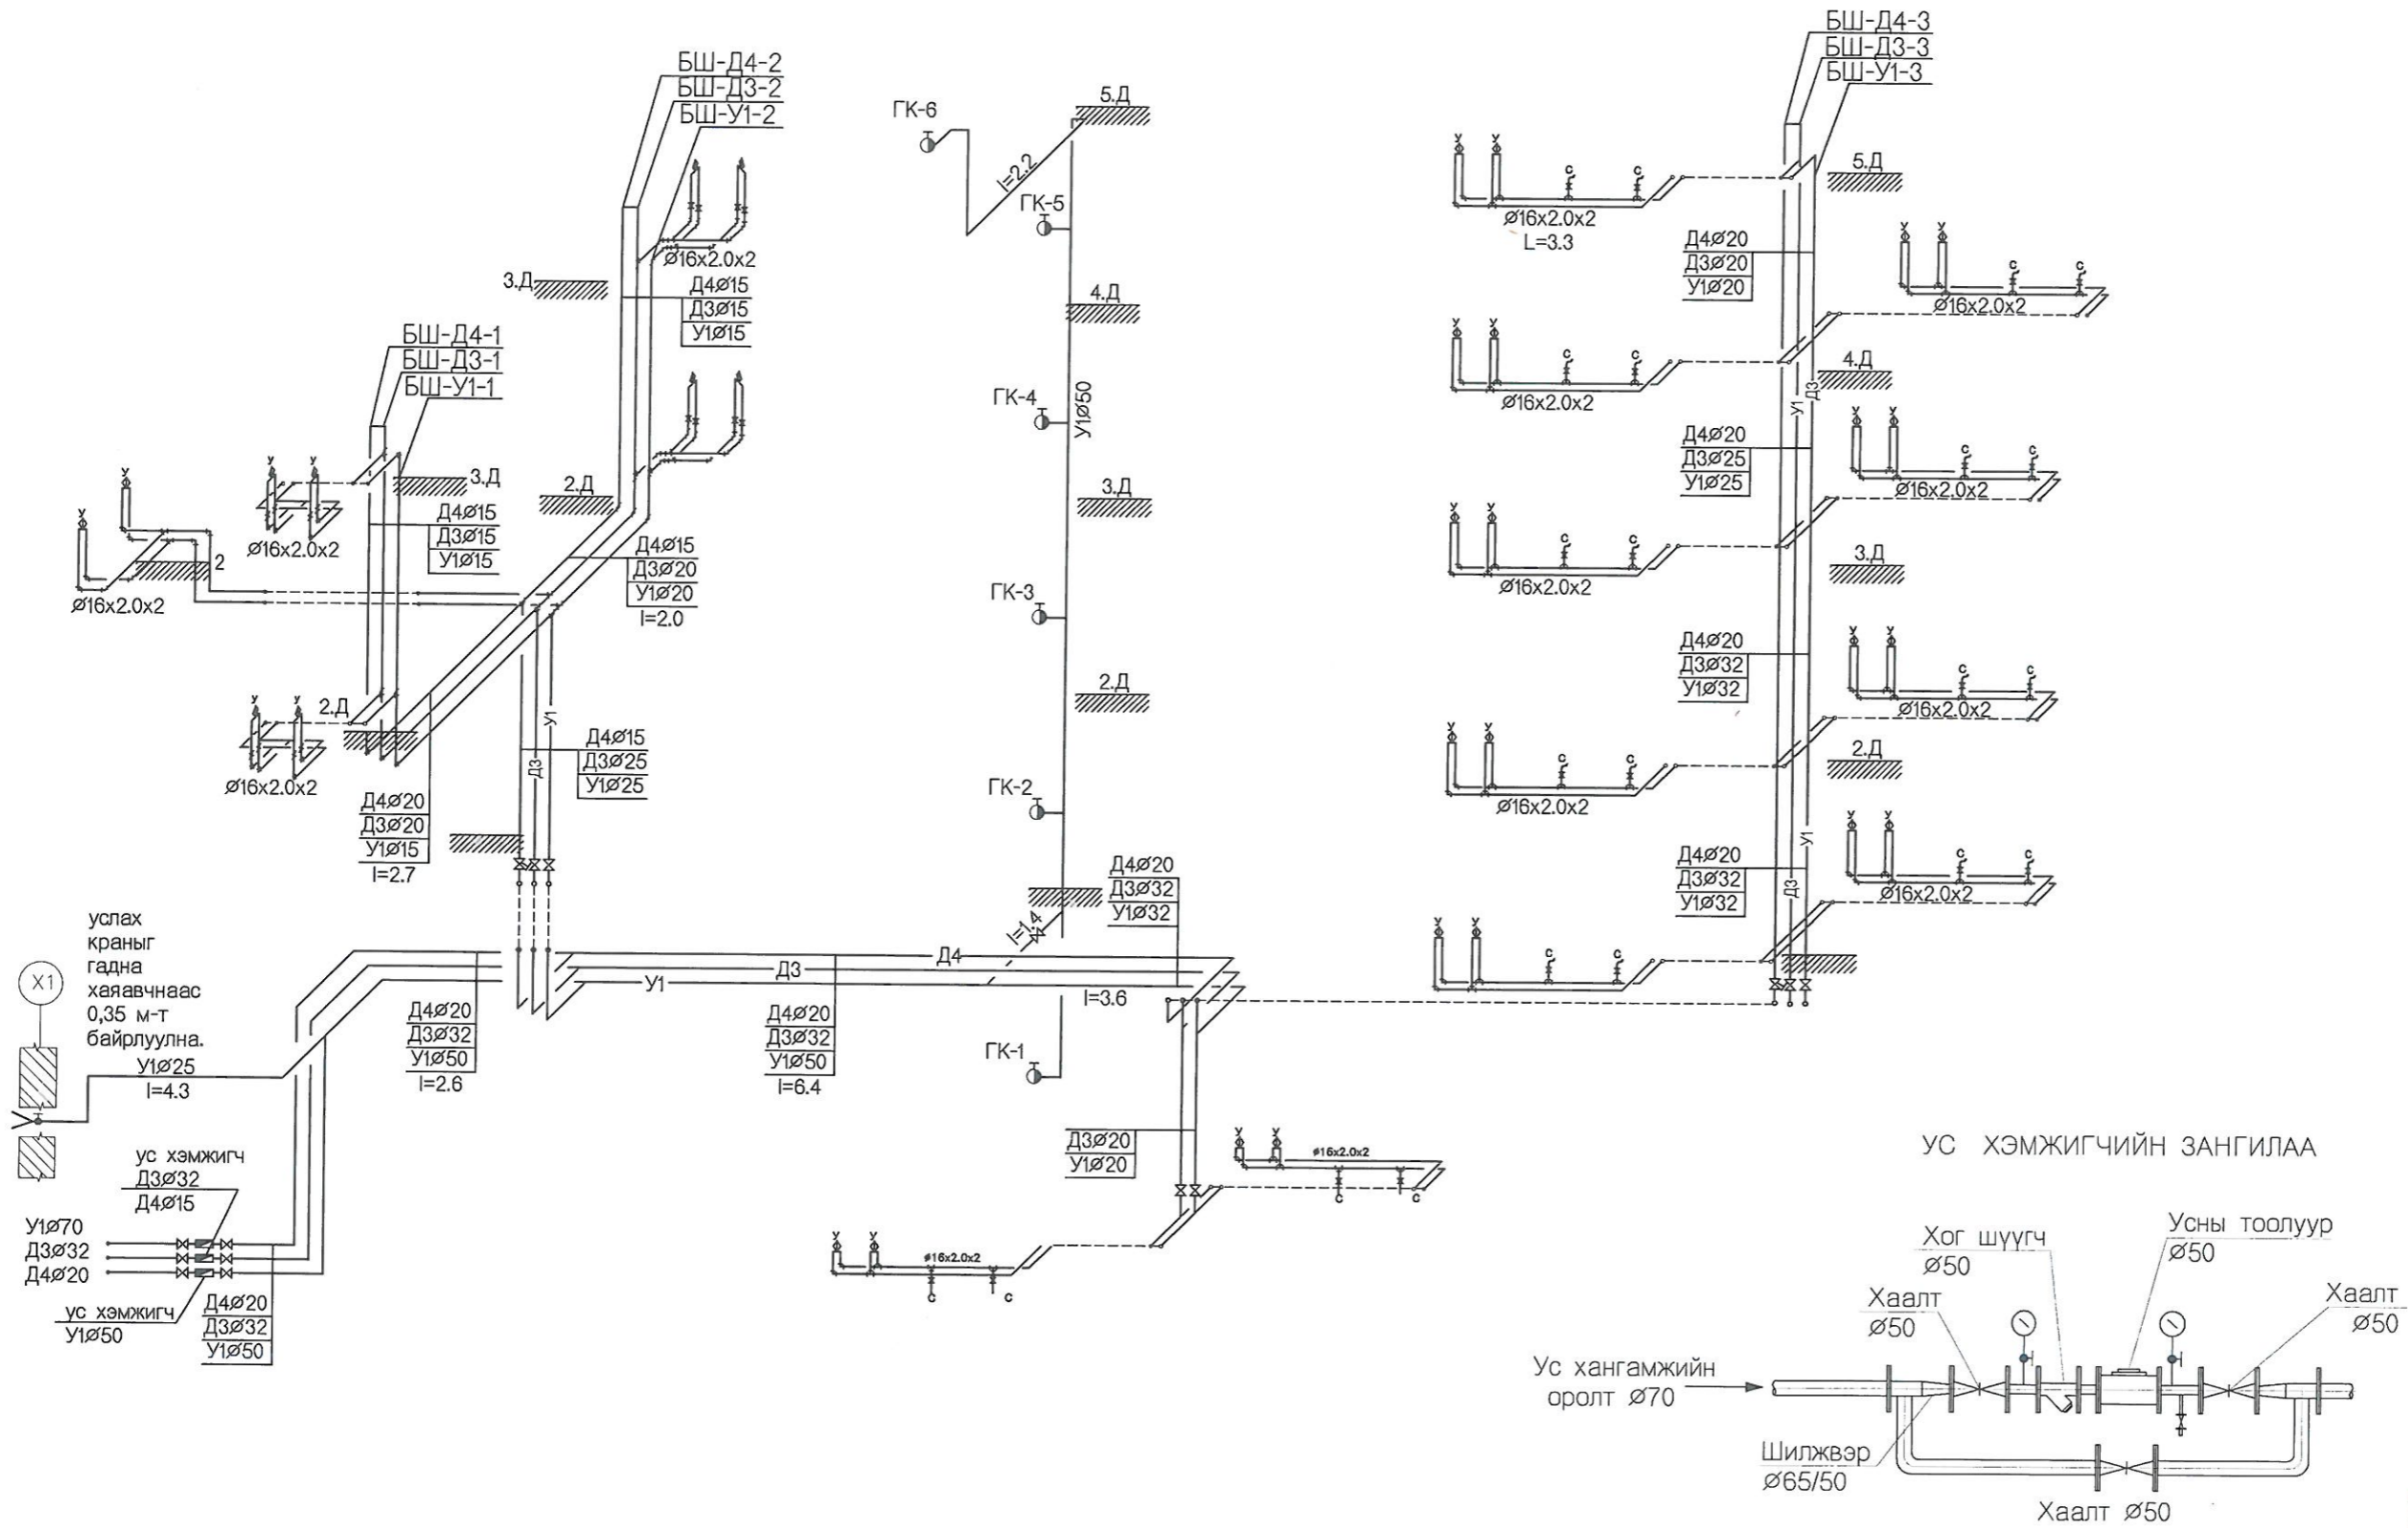 БШ-Д4-2
БШ-Д3-2
БШ-У1-2
3.Д
Ø16x2.0x2
Д4Ø15
Д3Ø15
У1Ø15
БШ-Д4-1
БШ-Д3-1
БШ-У1-1
У
У
3.Д
Ø16x2.0x2
Д4Ø15
Д3Ø15
У1Ø15
У
У
2
Ø16x2.0x2
2.Д
Д4Ø15
Д3Ø20
У1Ø20
l=2.0
У
У
2.Д
Ø16x2.0x2
Д4Ø20
Д3Ø20
У1Ø15
l=2.7
У1
Д3
Д4Ø15
Д3Ø25
У1Ø25
ГК-6
5.Д
l=2.2
ГК-5
4.Д
ГК-4
У1Ø50
3.Д
ГК-3
2.Д
ГК-2
l=1.4
Д4Ø20
Д3Ø32
У1Ø32
Д4
Д3
У1
l=3.6
ГК-1
услах
краныг
гадна
хаяавчнаас
0,35 м-т
байрлуулна.
X1
У1Ø25
l=4.3
Д4Ø20
Д3Ø32
У1Ø50
l=2.6
Д4Ø20
Д3Ø32
У1Ø50
l=6.4
ус хэмжигч
Д3Ø32
Д4Ø15
У1Ø70
Д3Ø32
Д4Ø20
ус хэмжигч
У1Ø50
Д4Ø20
Д3Ø32
У1Ø50
Д3Ø20
У1Ø20
У
У
Ø16x2.0x2
С
С
У
У
Ø16x2.0x2
С
С
БШ-Д4-3
БШ-Д3-3
БШ-У1-3
У
У
С
С
Ø16x2.0x2
L=3.3
5.Д
Д4Ø20
Д3Ø20
У1Ø20
У
У
С
С
Ø16x2.0x2
У
У
С
С
Ø16x2.0x2
4.Д
У1
Д3
Д4Ø20
Д3Ø25
У1Ø25
У
У
С
С
Ø16x2.0x2
У
У
С
С
Ø16x2.0x2
3.Д
Д4Ø20
Д3Ø32
У1Ø32
У
У
С
С
Ø16x2.0x2
У
У
С
С
Ø16x2.0x2
2.Д
Д4Ø20
Д3Ø32
У1Ø32
У1
Д3
У
У
С
С
Ø16x2.0x2
У
У
С
С
УС ХЭМЖИГЧИЙН ЗАНГИЛАА
Усны тоолуур
Ø50
Хог шүүгч
Ø50
Хаалт
Ø50
Хаалт
Ø50
Ус хангамжийн
оролт Ø70
Шилжвэр
Ø65/50
Хаалт Ø50